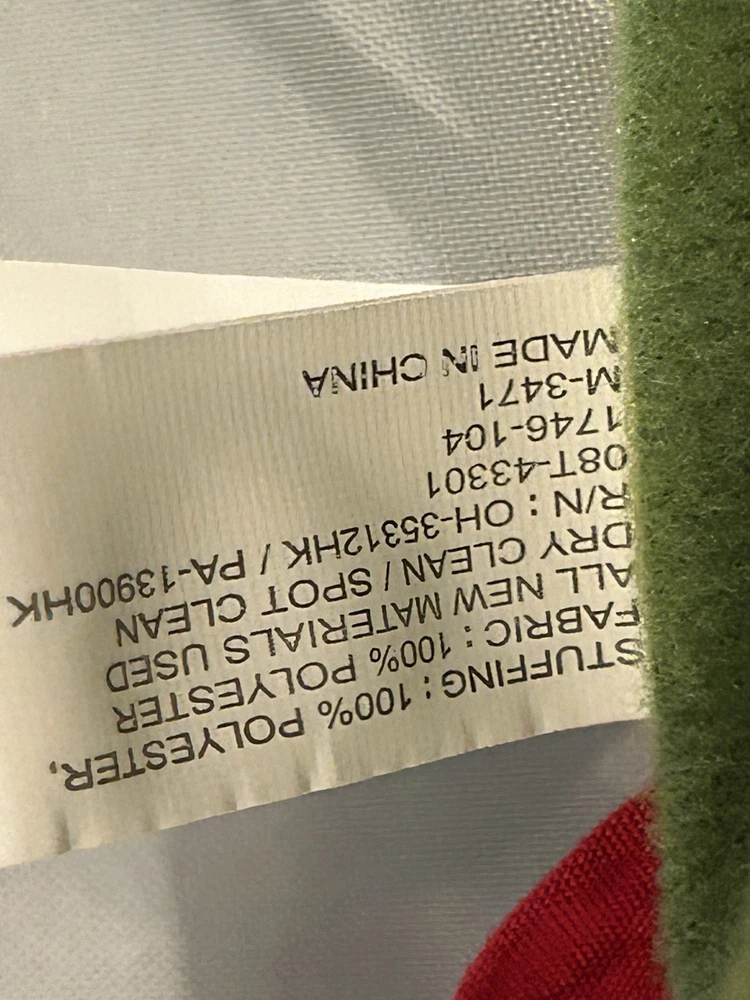 STUFFING : 100% POLYESTER,
FABRIC : 100% POLYESTER
ALL NEW MATERIALS USED
DRY CLEAN / SPOT CLEAN
R/N : OH-35312HK / PA-13900HK
08T-43301
1746-104
M-3471
MADE IN CHINA